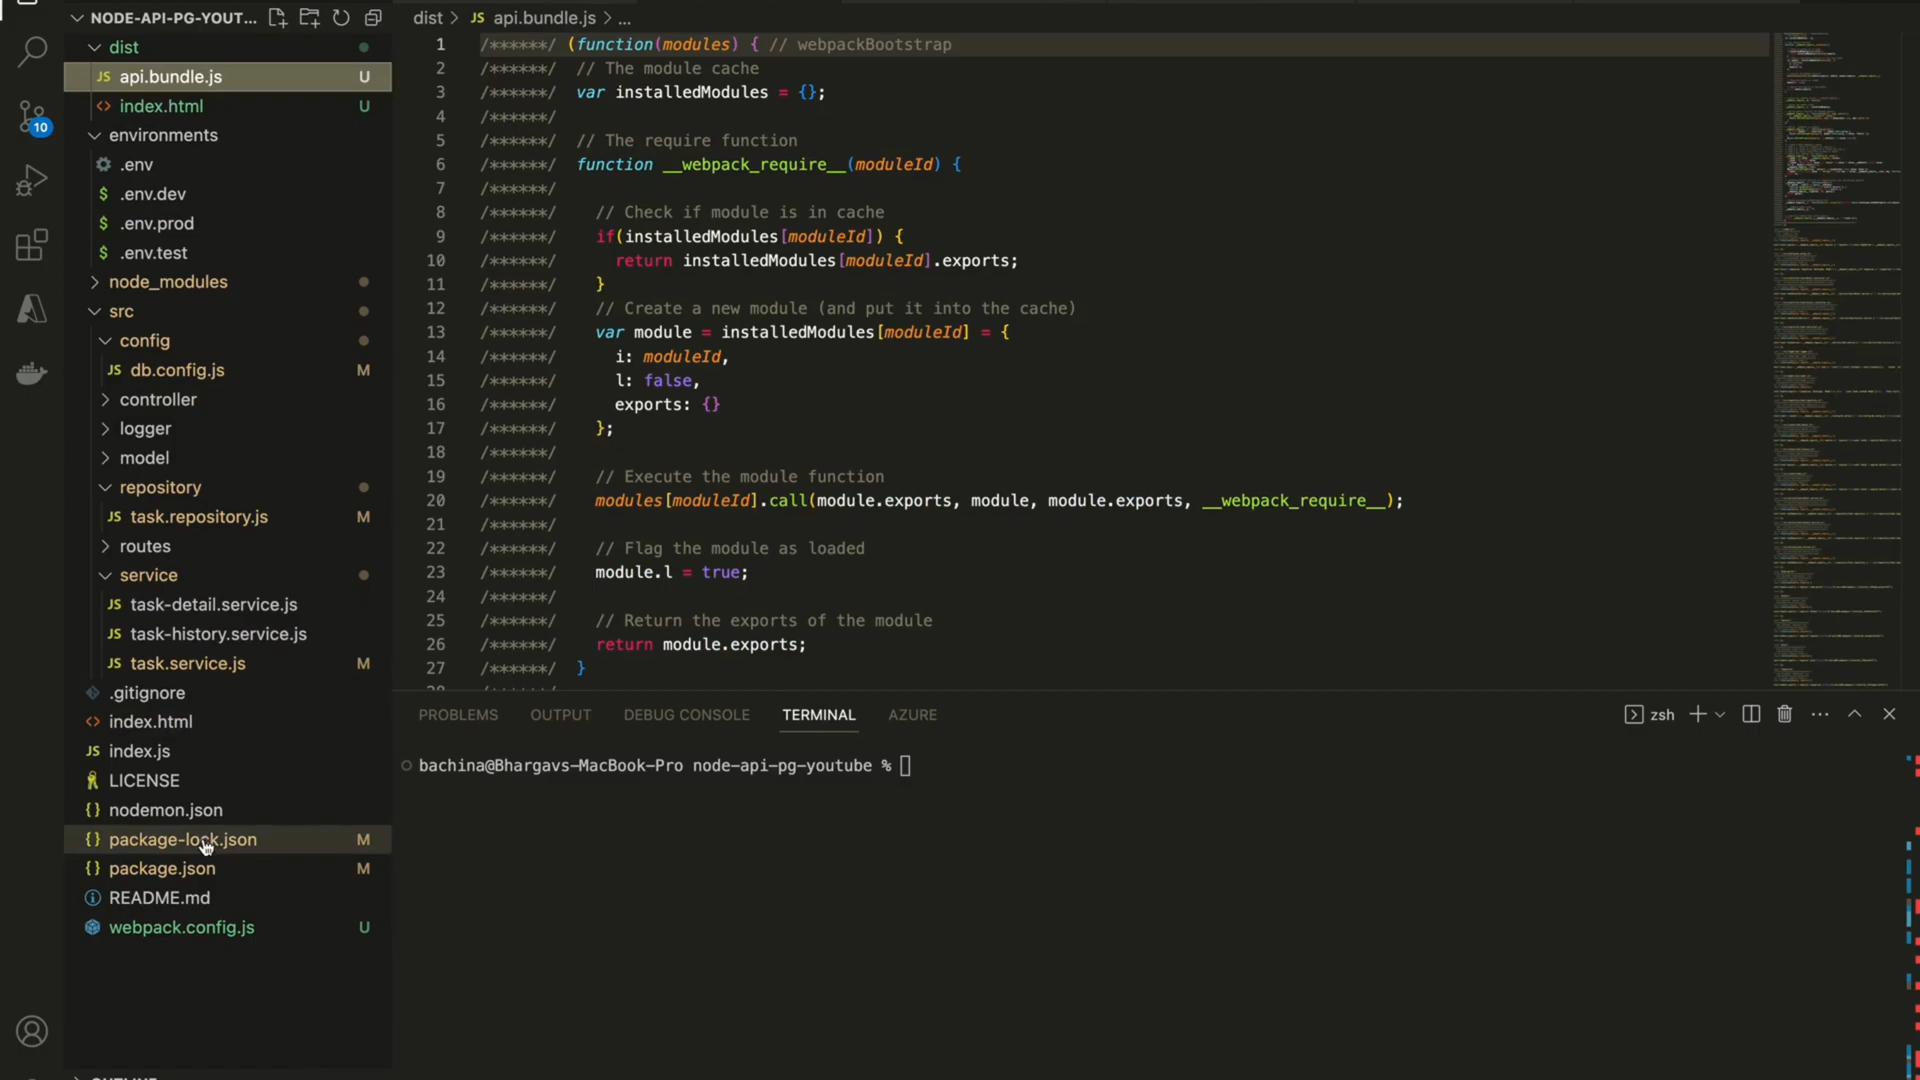 NODE-API-PG-YOUT...
dist
JS api.bundle.js U
<> index.html U
environments
.env
$ .env.dev
$ .env.prod
$ .env.test
node_modules
src
config
JS db.config.js M
controller
logger
model
repository
JS task.repository.js M
routes
service
JS task-detail.service.js
JS task-history.service.js
JS task.service.js M
.gitignore
<> index.html
JS index.js
LICENSE
{} nodemon.json
{} package-lock.json M
{} package.json M
README.md
webpack.config.js U
10
dist > JS api.bundle.js > ...
1 /******/ (function(modules) { // webpackBootstrap
2 /******/ // The module cache
3 /******/ var installedModules = {};
4 /******/
5 /******/ // The require function
6 /******/ function __webpack_require__(moduleId) {
7 /******/
8 /******/ // Check if module is in cache
9 /******/ if(installedModules[moduleId]) {
10 /******/ return installedModules[moduleId].exports;
11 /******/ }
12 /******/ // Create a new module (and put it into the cache)
13 /******/ var module = installedModules[moduleId] = {
14 /******/ i: moduleId,
15 /******/ l: false,
16 /******/ exports: {}
17 /******/ };
18 /******/
19 /******/ // Execute the module function
20 /******/ modules[moduleId].call(module.exports, module, module.exports, __webpack_require__);
21 /******/
22 /******/ // Flag the module as loaded
23 /******/ module.l = true;
24 /******/
25 /******/ // Return the exports of the module
26 /******/ return module.exports;
27 /******/ }
PROBLEMS OUTPUT DEBUG CONSOLE TERMINAL AZURE
zsh
bachina@Bhargavs-MacBook-Pro node-api-pg-youtube %